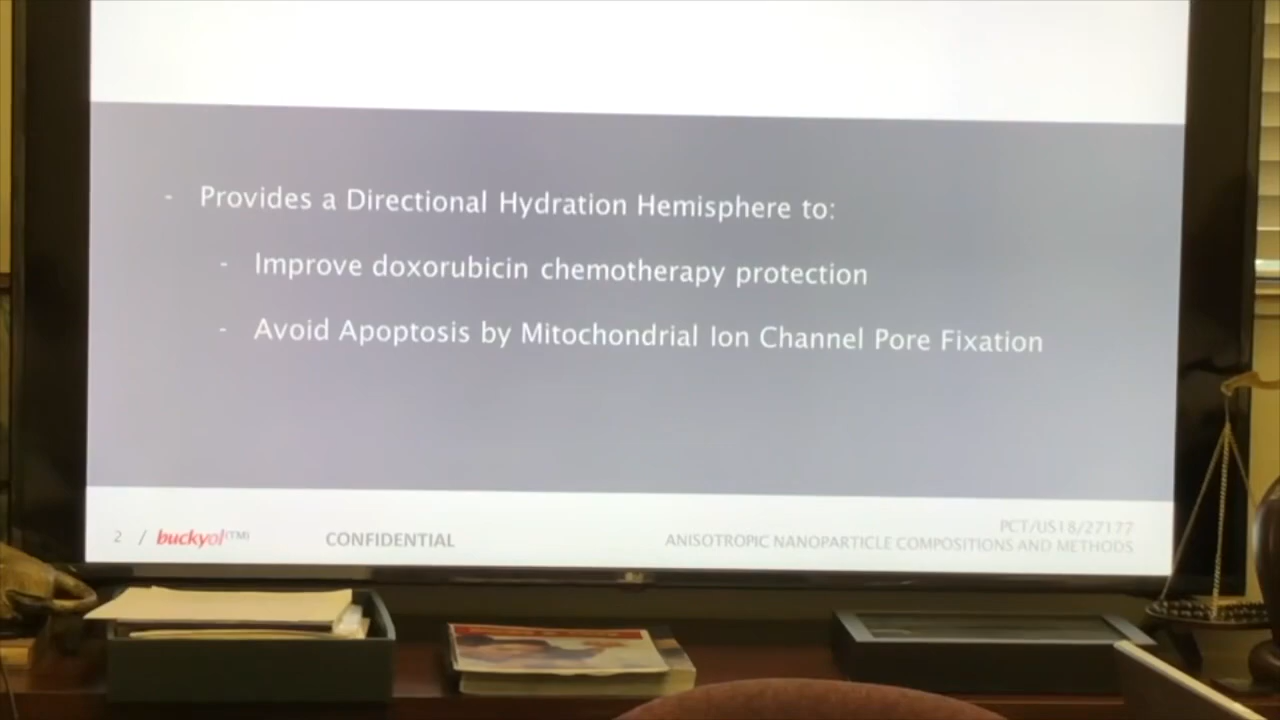 - Provides a Directional Hydration Hemisphere to:
- Improve doxorubicin chemotherapy protection
- Avoid Apoptosis by Mitochondrial Ion Channel Pore Fixation
PCT/US18/27177
2 / buckyol(TM) CONFIDENTIAL ANISOTROPIC NANOPARTICLE COMPOSITIONS AND METHODS